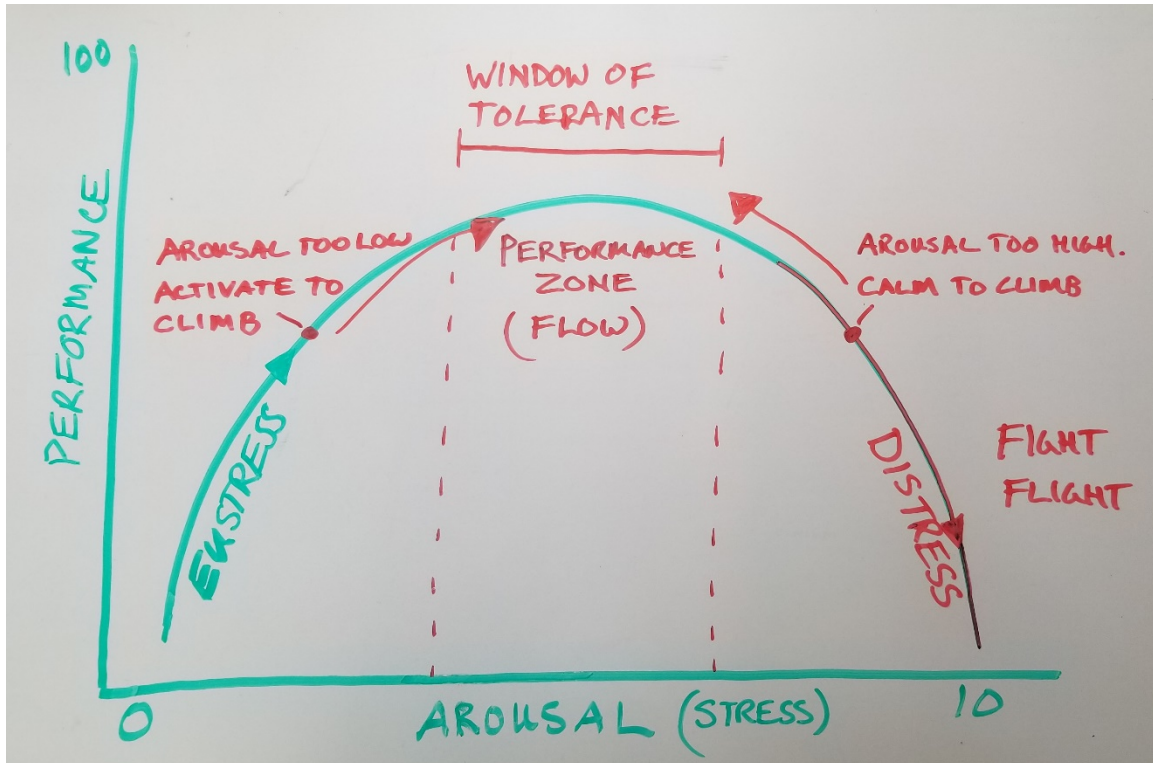 100
WINDOW OF
TOLERANCE
PERFORMANCE
AROUSAL TOO LOW
ACTIVATE TO
CLIMB
PERFORMANCE
ZONE
(FLOW)
AROUSAL TOO HIGH.
CALM TO CLIMB
EUSTRESS
DISTRESS
FIGHT
FLIGHT
0
AROUSAL (STRESS)
10